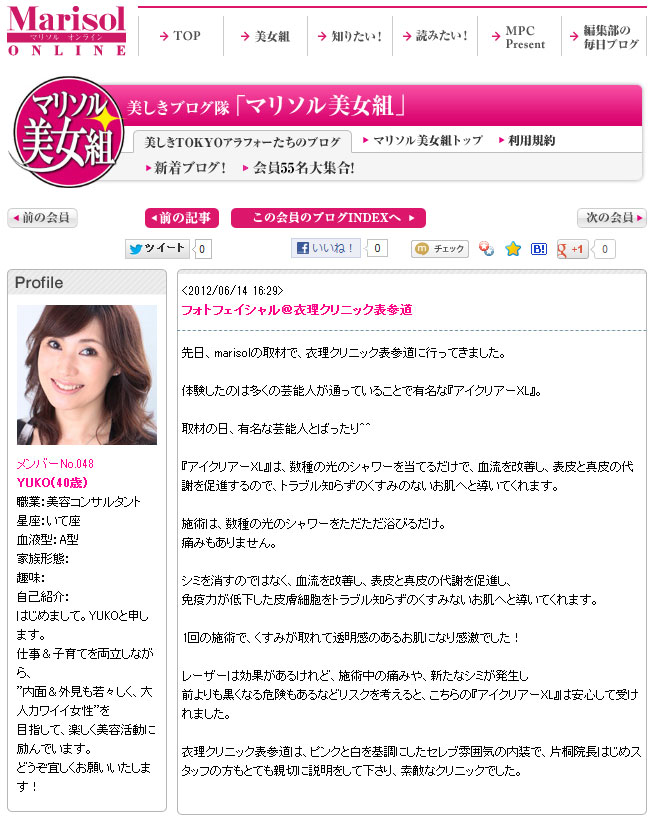 Marisol
マリソル オンライン
ONLINE
TOP
美女組
知りたい!
読みたい!
MPC
Present
編集部の
毎日ブログ
マリソル
美女組
美しきブログ隊「マリソル美女組」
美しきTOKYOアラフォーたちのブログ
マリソル美女組トップ
利用規約
新着ブログ!
会員55名大集合!
前の会員
前の記事
この会員のブログINDEXへ
次の会員
ツイート
0
いいね!
0
m チェック
B!
g +1
0
Profile
メンバーNo.048
YUKO(40歳)
職業:美容コンサルタント
星座:いて座
血液型: A型
家族形態:
趣味:
自己紹介:
はじめまして。YUKOと申し
ます。
仕事&子育てを両立しなが
ら、
"内面&外見も若々しく、大
人カワイイ女性"を
目指して、楽しく美容活動に
励んでいます。
どうぞ宜しくお願いいたしま
す!
<2012/06/14 16:29>
フォトフェイシャル@衣理クリニック表参道
先日、marisolの取材で、衣理クリニック表参道に行ってきました。
体験したのは多くの芸能人が通っていることで有名な『アイクリアーXL』。
取材の日、有名な芸能人とばったり^^
『アイクリアーXL』は、数種の光のシャワーを当てるだけで、血流を改善し、表皮と真皮の代
謝を促進するので、トラブル知らずのくすみのないお肌へと導いてくれます。
施術は、数種の光のシャワーをただただ浴びるだけ。
痛みもありません。
シミを消すのではなく、血流を改善し、表皮と真皮の代謝を促進し、
免疫力が低下した皮膚細胞をトラブル知らずのくすみないお肌へと導いてくれます。
1回の施術で、くすみが取れて透明感のあるお肌になり感激でした!
レーザーは効果があるけれど、施術中の痛みや、新たなシミが発生し
前よりも黒くなる危険もあるなどリスクを考えると、こちらの『アイクリアーXL』は安心して受け
れました。
衣理クリニック表参道は、ピンクと白を基調にしたセレブ雰囲気の内装で、片桐院長はじめス
タッフの方もとても親切に説明をして下さり、素敵なクリニックでした。